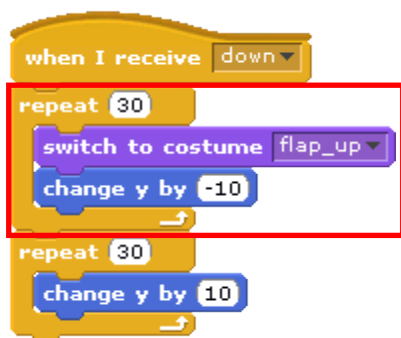 when I receive down
repeat 30
switch to costume flap_up
change y by -10
repeat 30
change y by 10